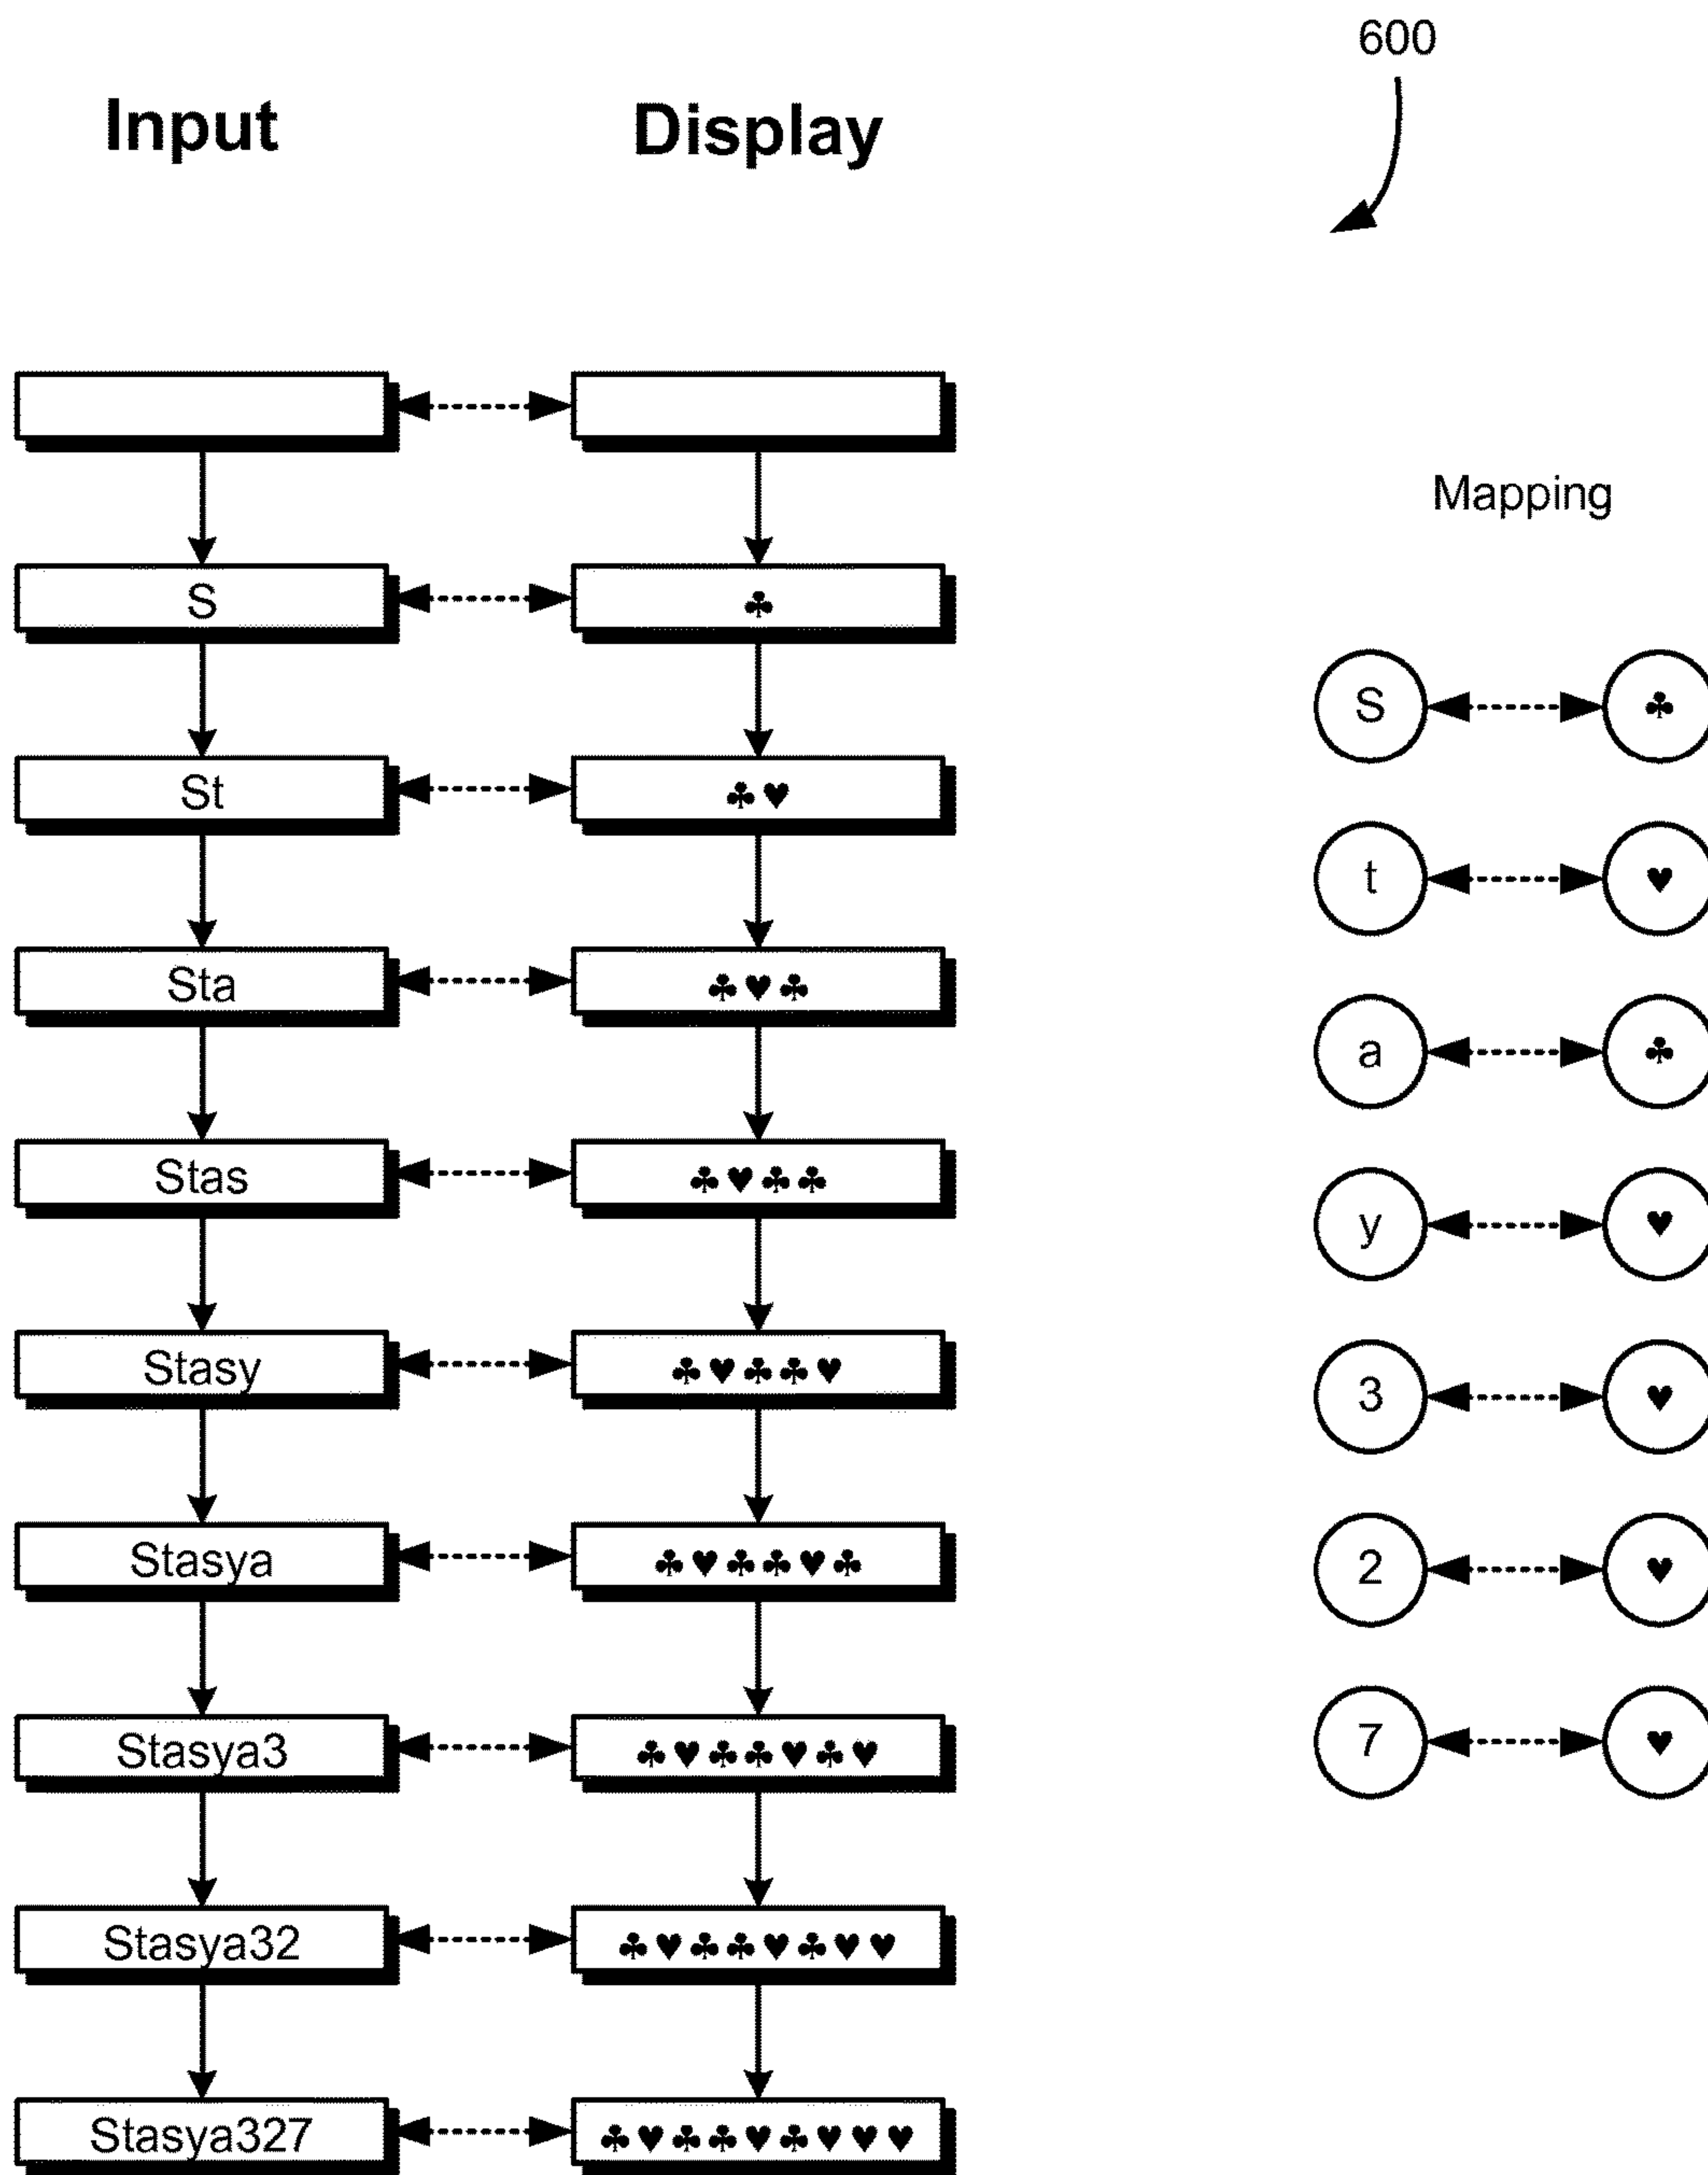 600
Input Display
Mapping
S ♣
St ♣♥
Sta ♣♥♣
Stas ♣♥♣♣
Stasy ♣♥♣♣♥
Stasya ♣♥♣♣♥♣
Stasya3 ♣♥♣♣♥♣♥
Stasya32 ♣♥♣♣♥♣♥♥
Stasya327 ♣♥♣♣♥♣♥♥♥
S ♣
t ♥
a ♣
y ♥
3 ♥
2 ♥
7 ♥